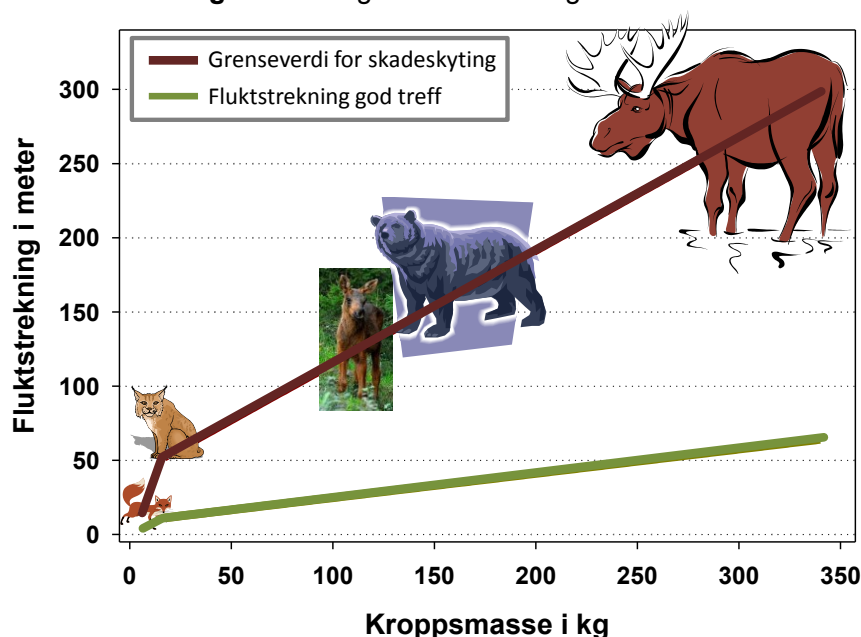 Grenseverdi for skadeskyting
Fluktstrekning god treff
Fluktstrekning i meter
300
250
200
150
100
50
0
0 50 100 150 200 250 300 350
Kroppsmasse i kg